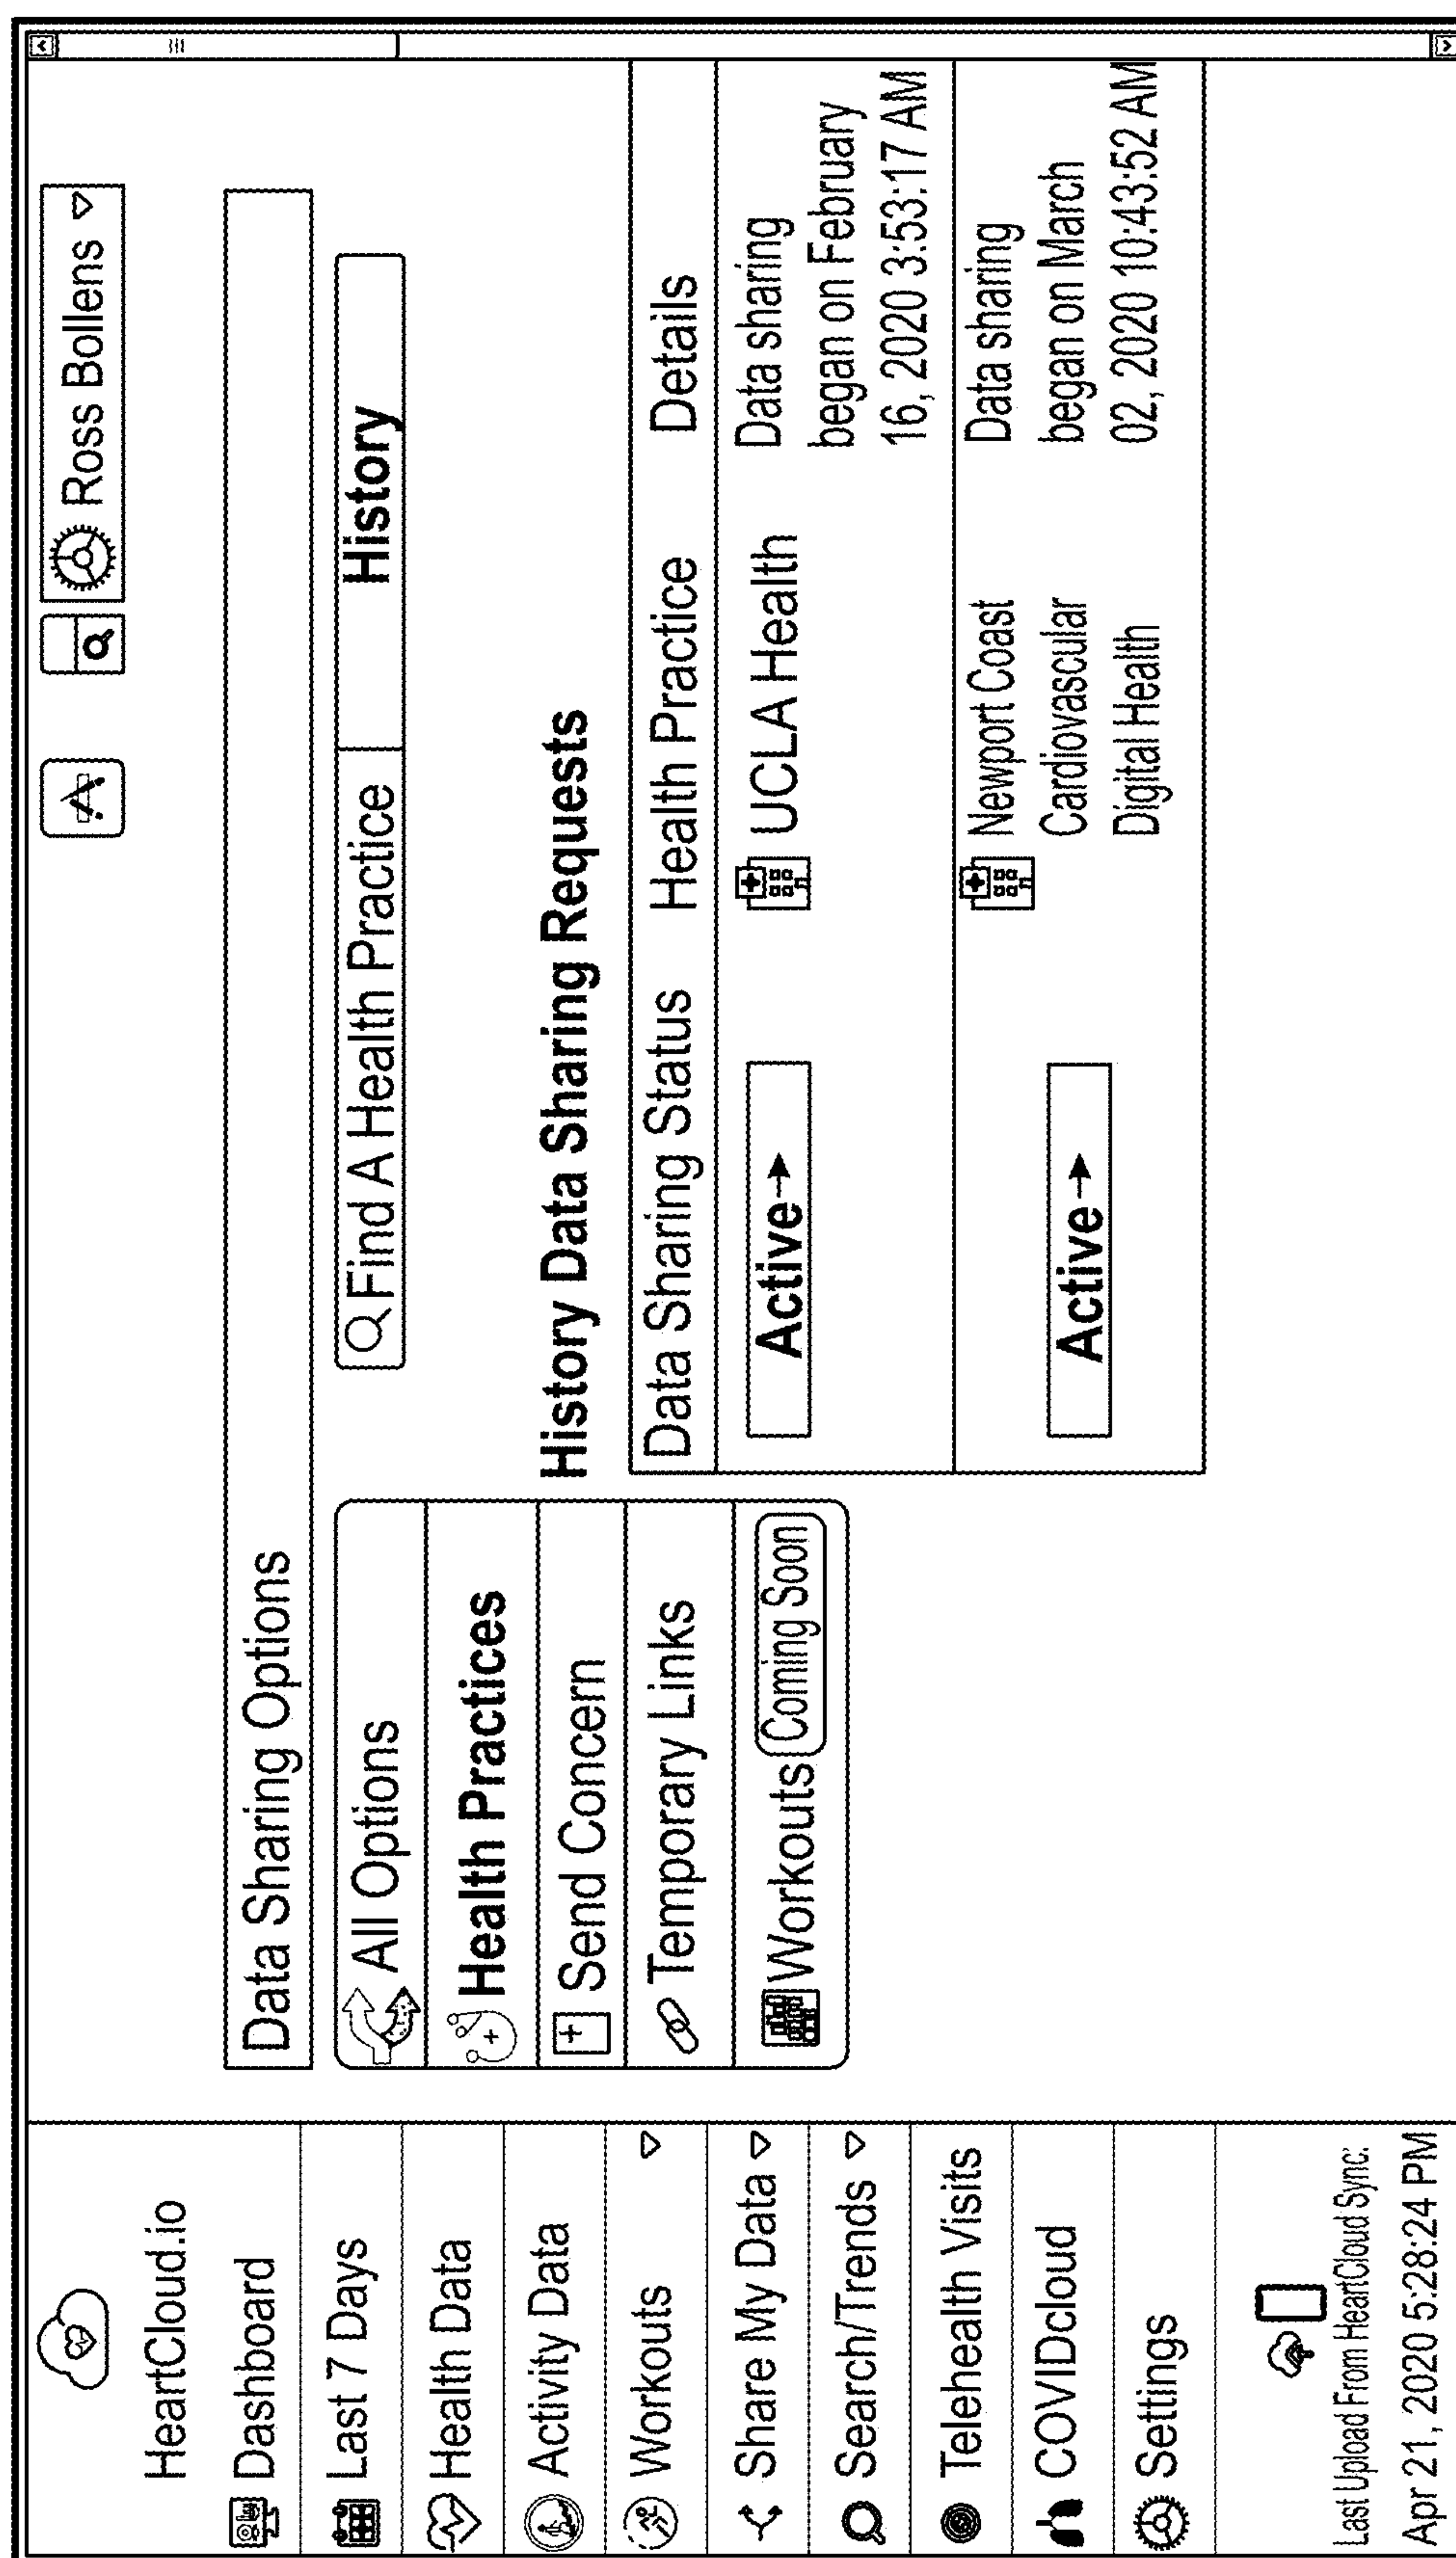 HeartCloud.io
Dashboard
Last 7 Days
Health Data
Activity Data
Workouts
Share My Data
Search/Trends
Telehealth Visits
COVIDcloud
Settings
Last Upload From HeartCloud Sync:
Apr 21, 2020 5:28:24 PM
Ross Bollens
Data Sharing Options
All Options
Health Practices
Send Concern
Temporary Links
Workouts Coming Soon
Find A Health Practice History
History Data Sharing Requests
Data Sharing Status Health Practice Details
Active→ UCLA Health Data sharing
began on February
16, 2020 3:53:17 AM
Newport Coast Data sharing
Active→ Cardiovascular began on March
Digital Health 02, 2020 10:43:52 AM